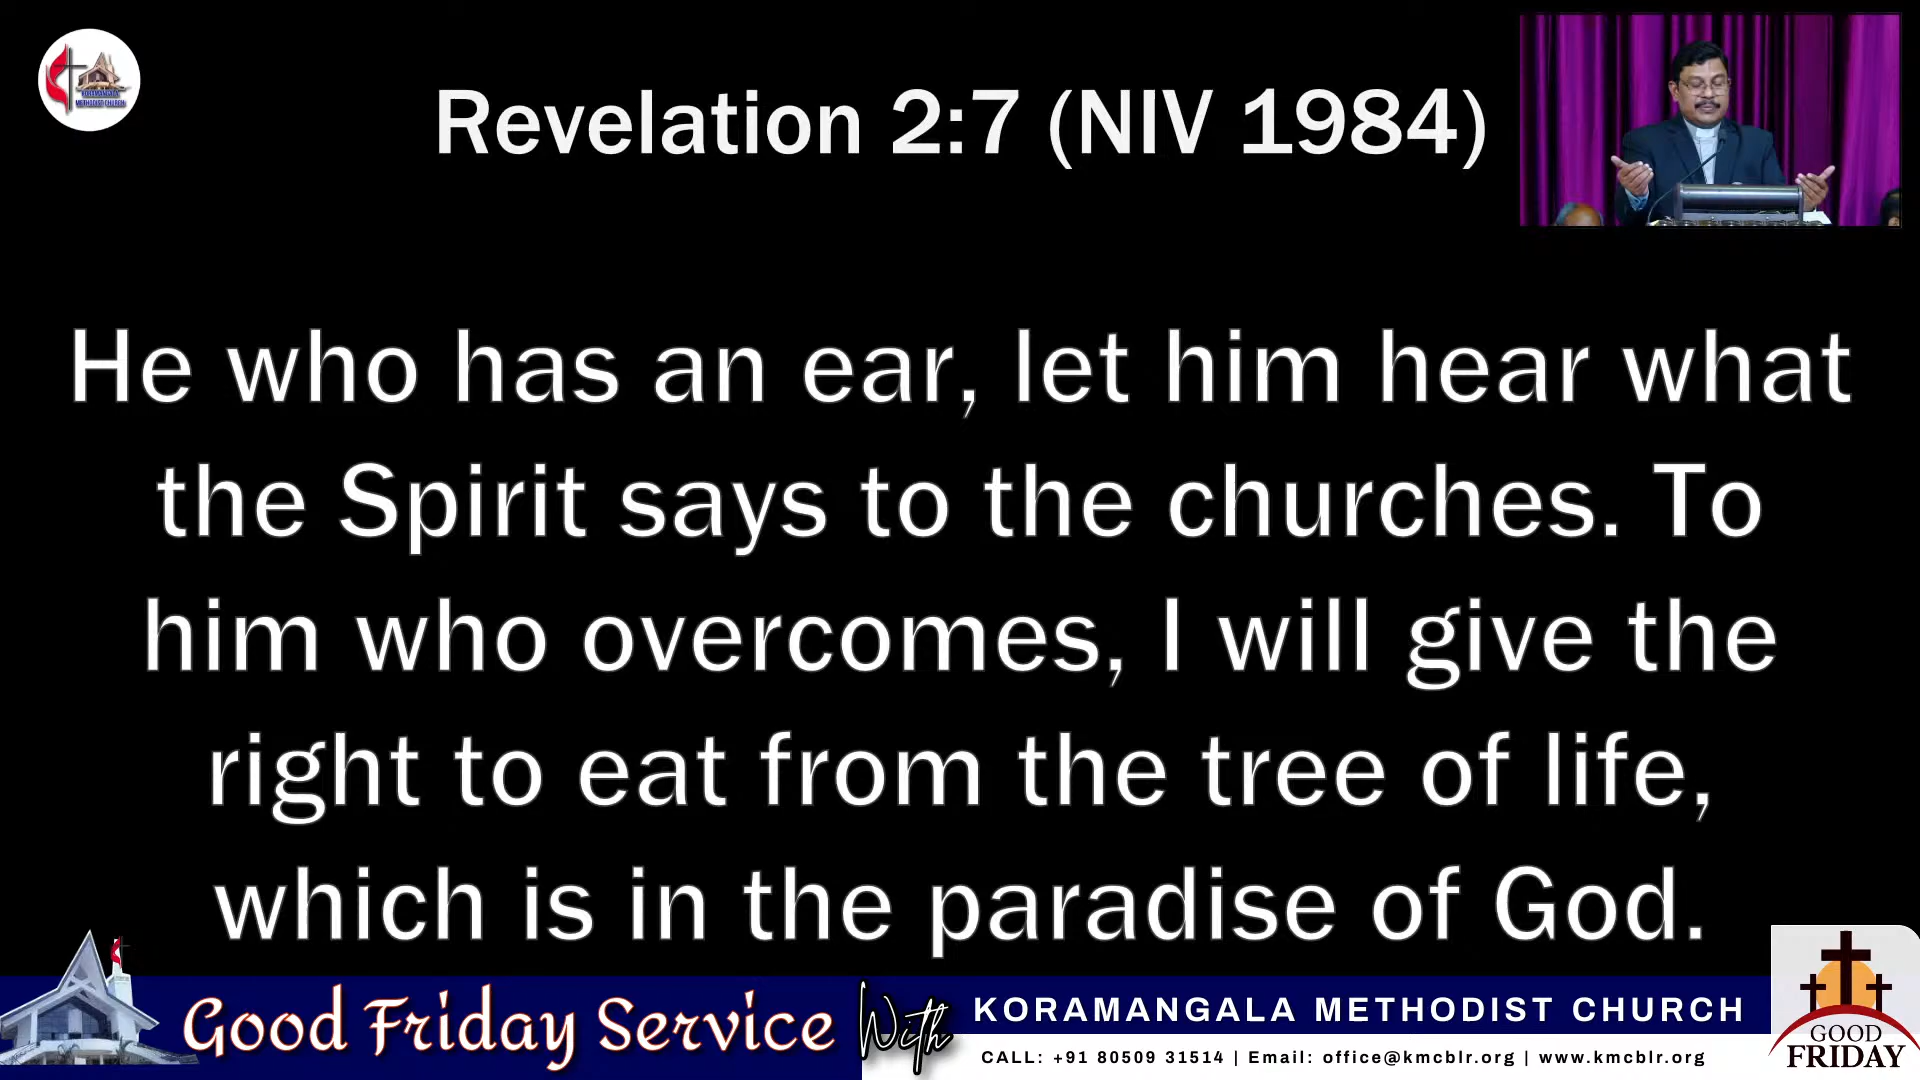 KORAMANGALA
METHODIST CHURCH
Revelation 2:7 (NIV 1984)
He who has an ear, let him hear what
the Spirit says to the churches. To
him who overcomes, I will give the
right to eat from the tree of life,
which is in the paradise of God.
Good Friday Service With KORAMANGALA METHODIST CHURCH
CALL: +91 80509 31514 | Email: office@kmcblr.org | www.kmcblr.org
GOOD
FRIDAY